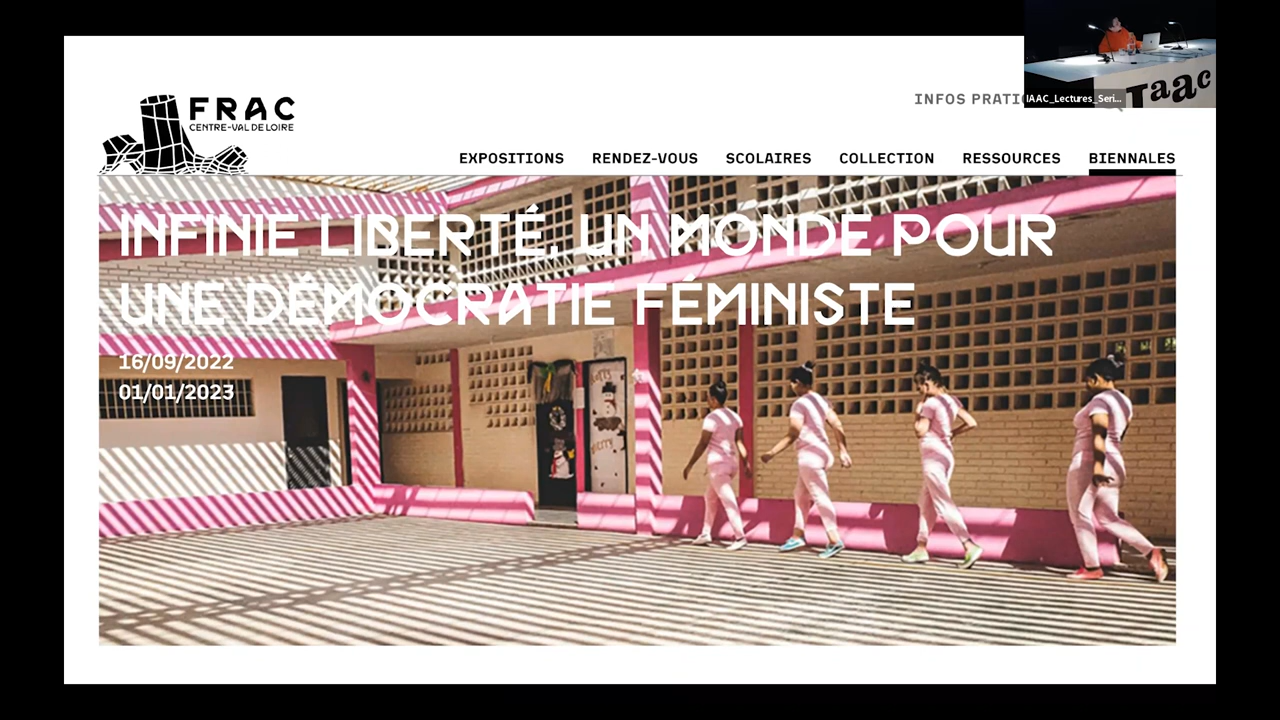 FRAC
CENTRE-VAL DE LOIRE
INFOS PRATI
IAAC_Lectures_Seri...
Iaac
EXPOSITIONS RENDEZ-VOUS SCOLAIRES COLLECTION RESSOURCES BIENNALES
INFINIE LIBERTÉ, UN MONDE POUR
UNE DÉMOCRATIE FÉMINISTE
16/09/2022
01/01/2023